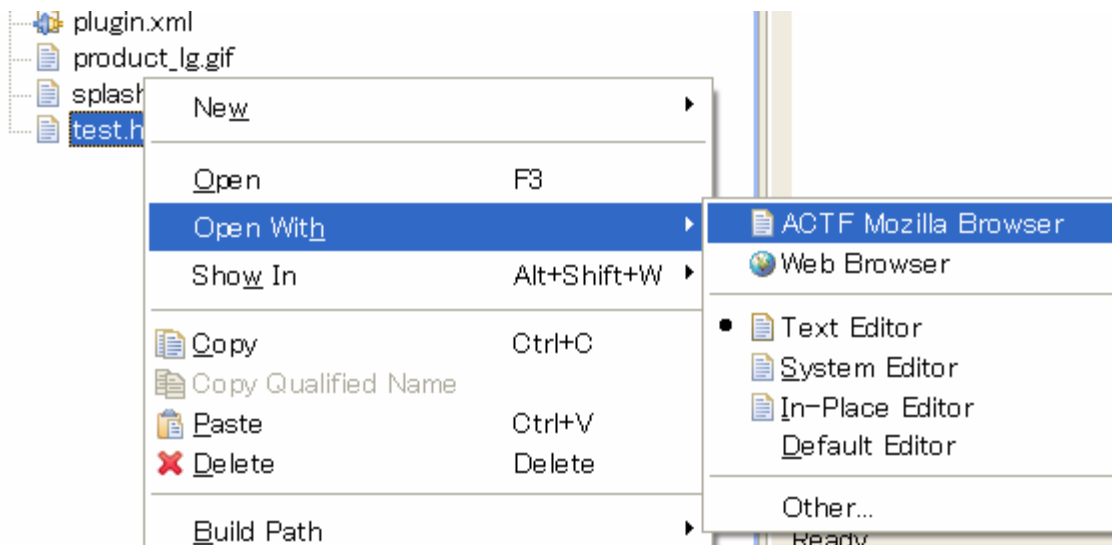 plugin.xml
product_lg.gif
splash
test.h
New
Open F3
Open With
Show In Alt+Shift+W
Copy Ctrl+C
Copy Qualified Name
Paste Ctrl+V
Delete Delete
Build Path
ACTF Mozilla Browser
Web Browser
Text Editor
System Editor
In-Place Editor
Default Editor
Other...
Ready